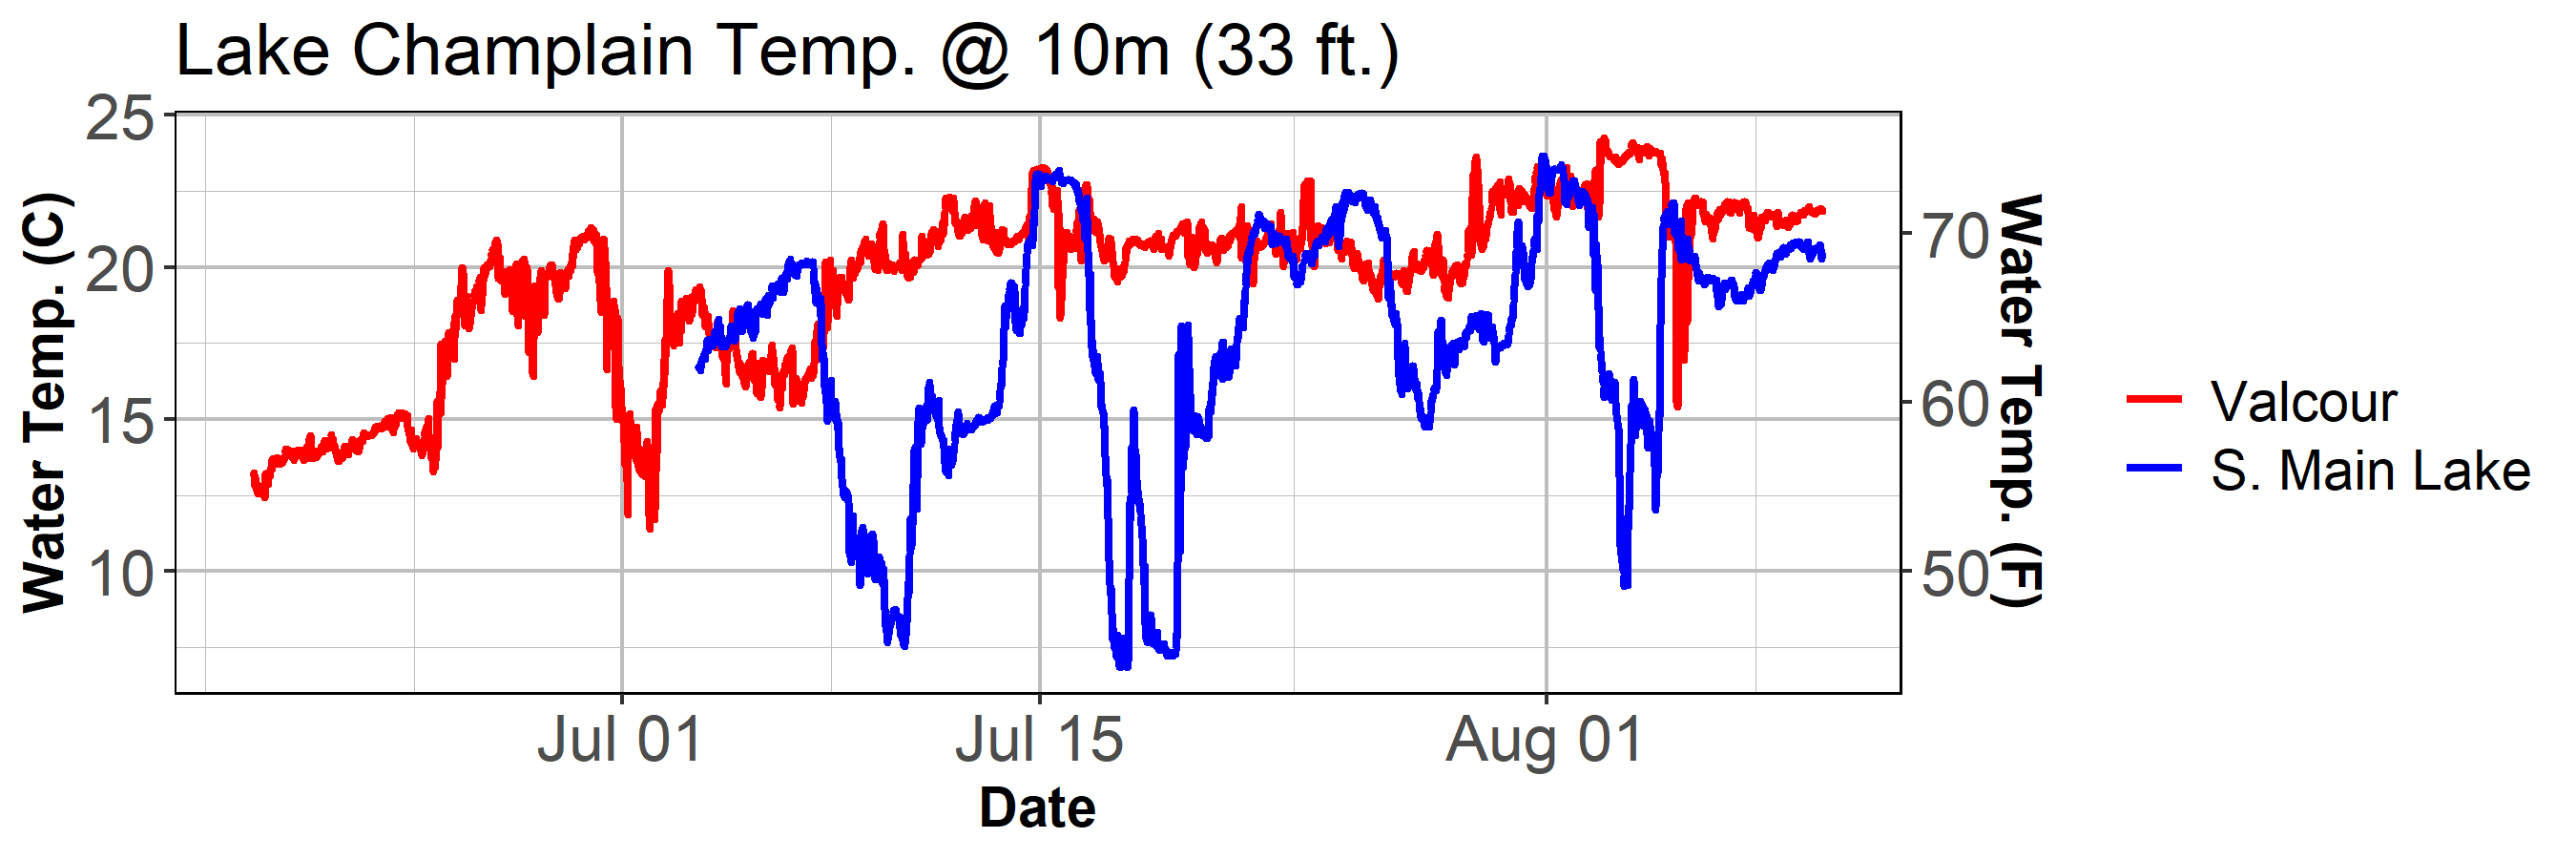 Lake Champlain Temp. @ 10m (33 ft.)
25
20
15
10
Water Temp. (C)
70
60
50
Water Temp. (F)
Jul 01
Jul 15
Aug 01
Date
Valcour
S. Main Lake